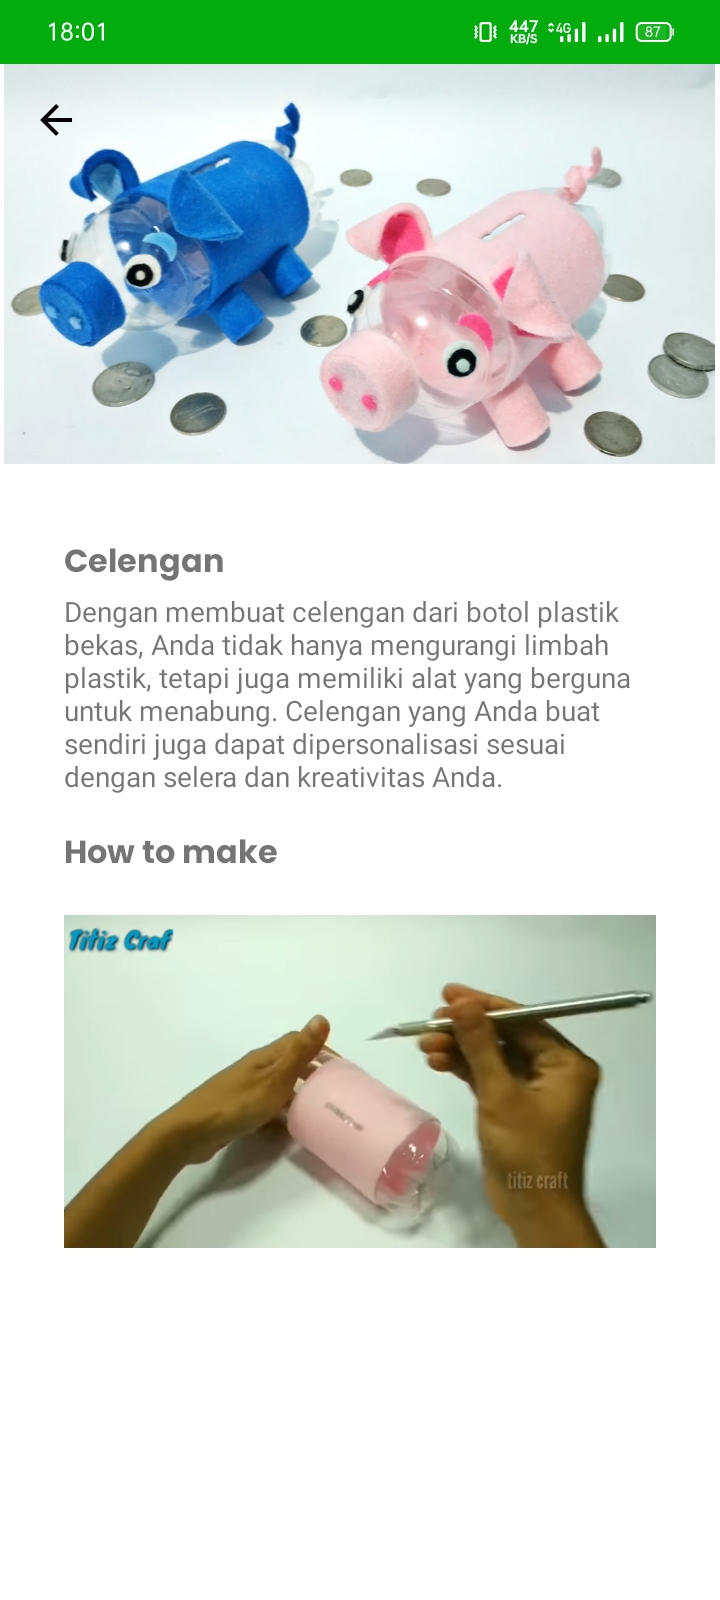 18:01
447
KB/S
4G
87
Celengan
Dengan membuat celengan dari botol plastik
bekas, Anda tidak hanya mengurangi limbah
plastik, tetapi juga memiliki alat yang berguna
untuk menabung. Celengan yang Anda buat
sendiri juga dapat dipersonalisasi sesuai
dengan selera dan kreativitas Anda.
How to make
Titiz Craf
titiz craft